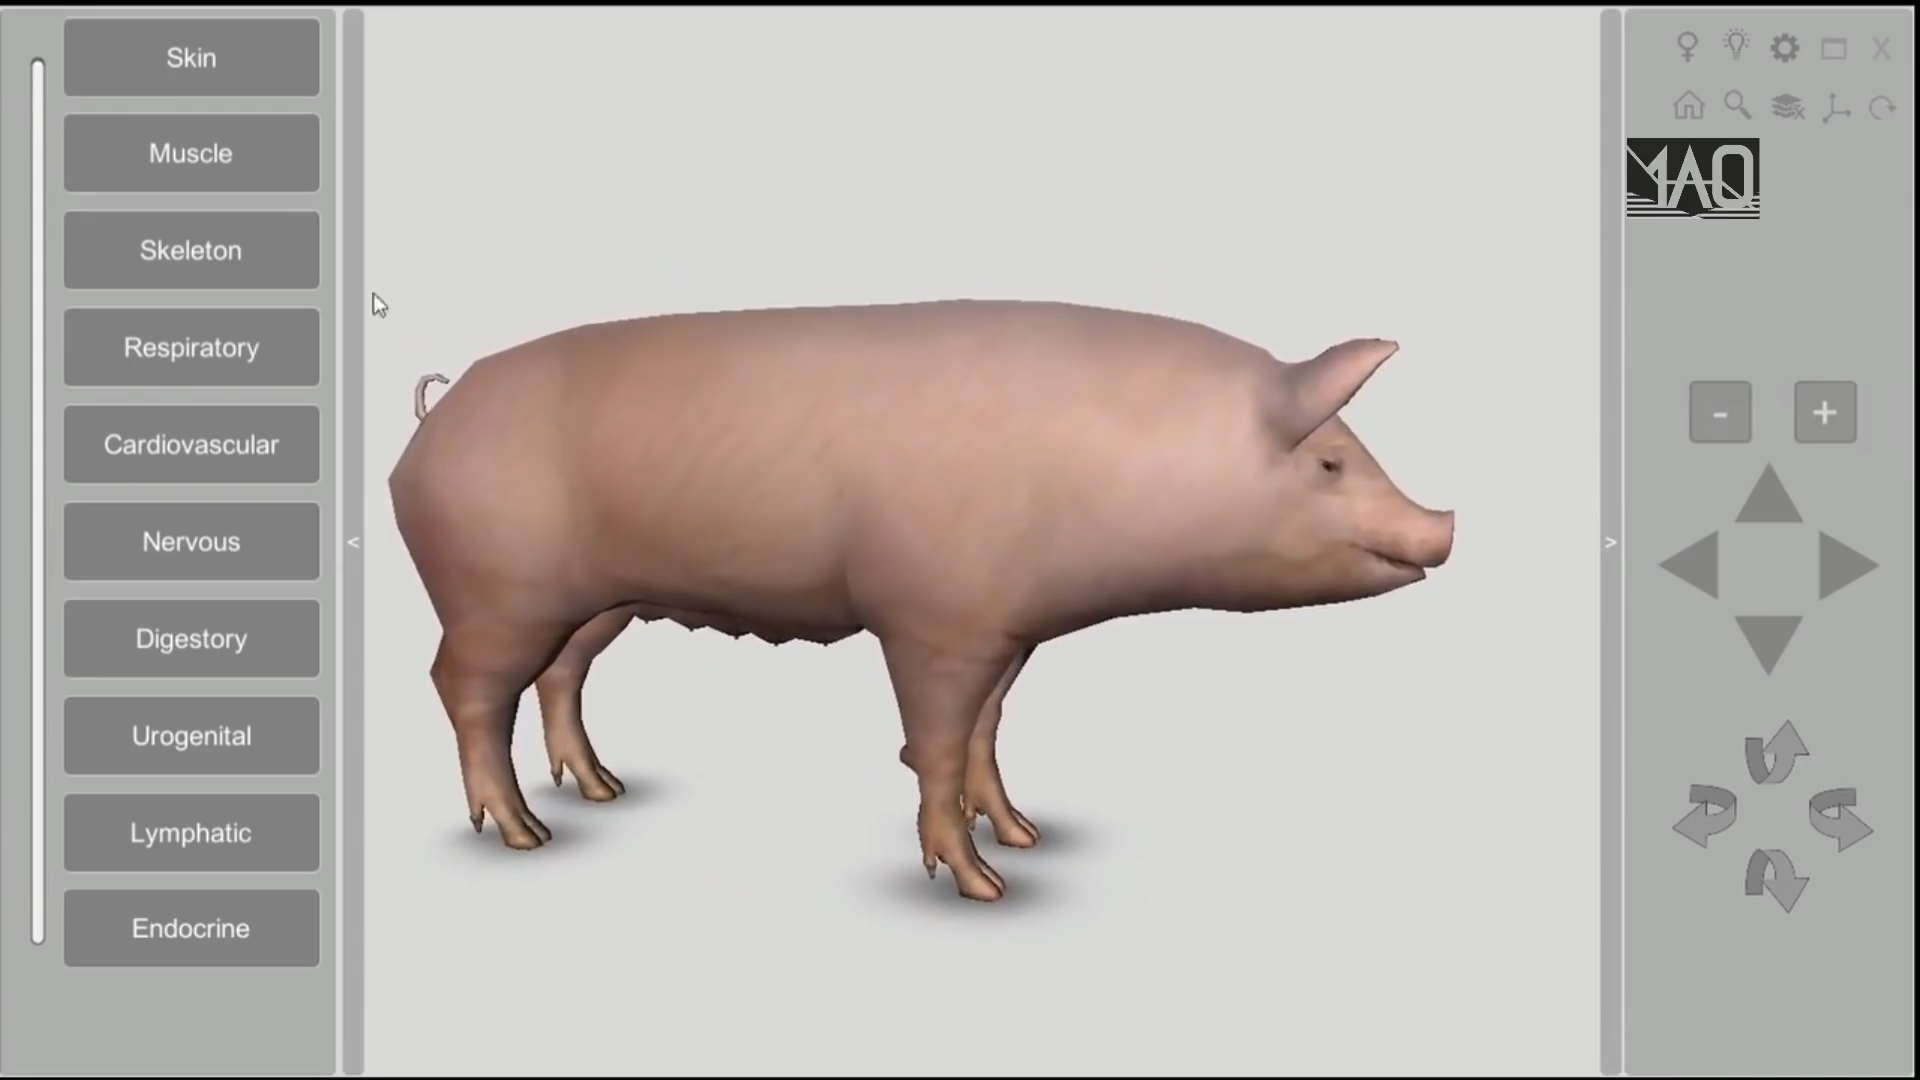 Skin
Muscle
Skeleton
Respiratory
Cardiovascular
Nervous
Digestory
Urogenital
Lymphatic
Endocrine
<
>
X
- +